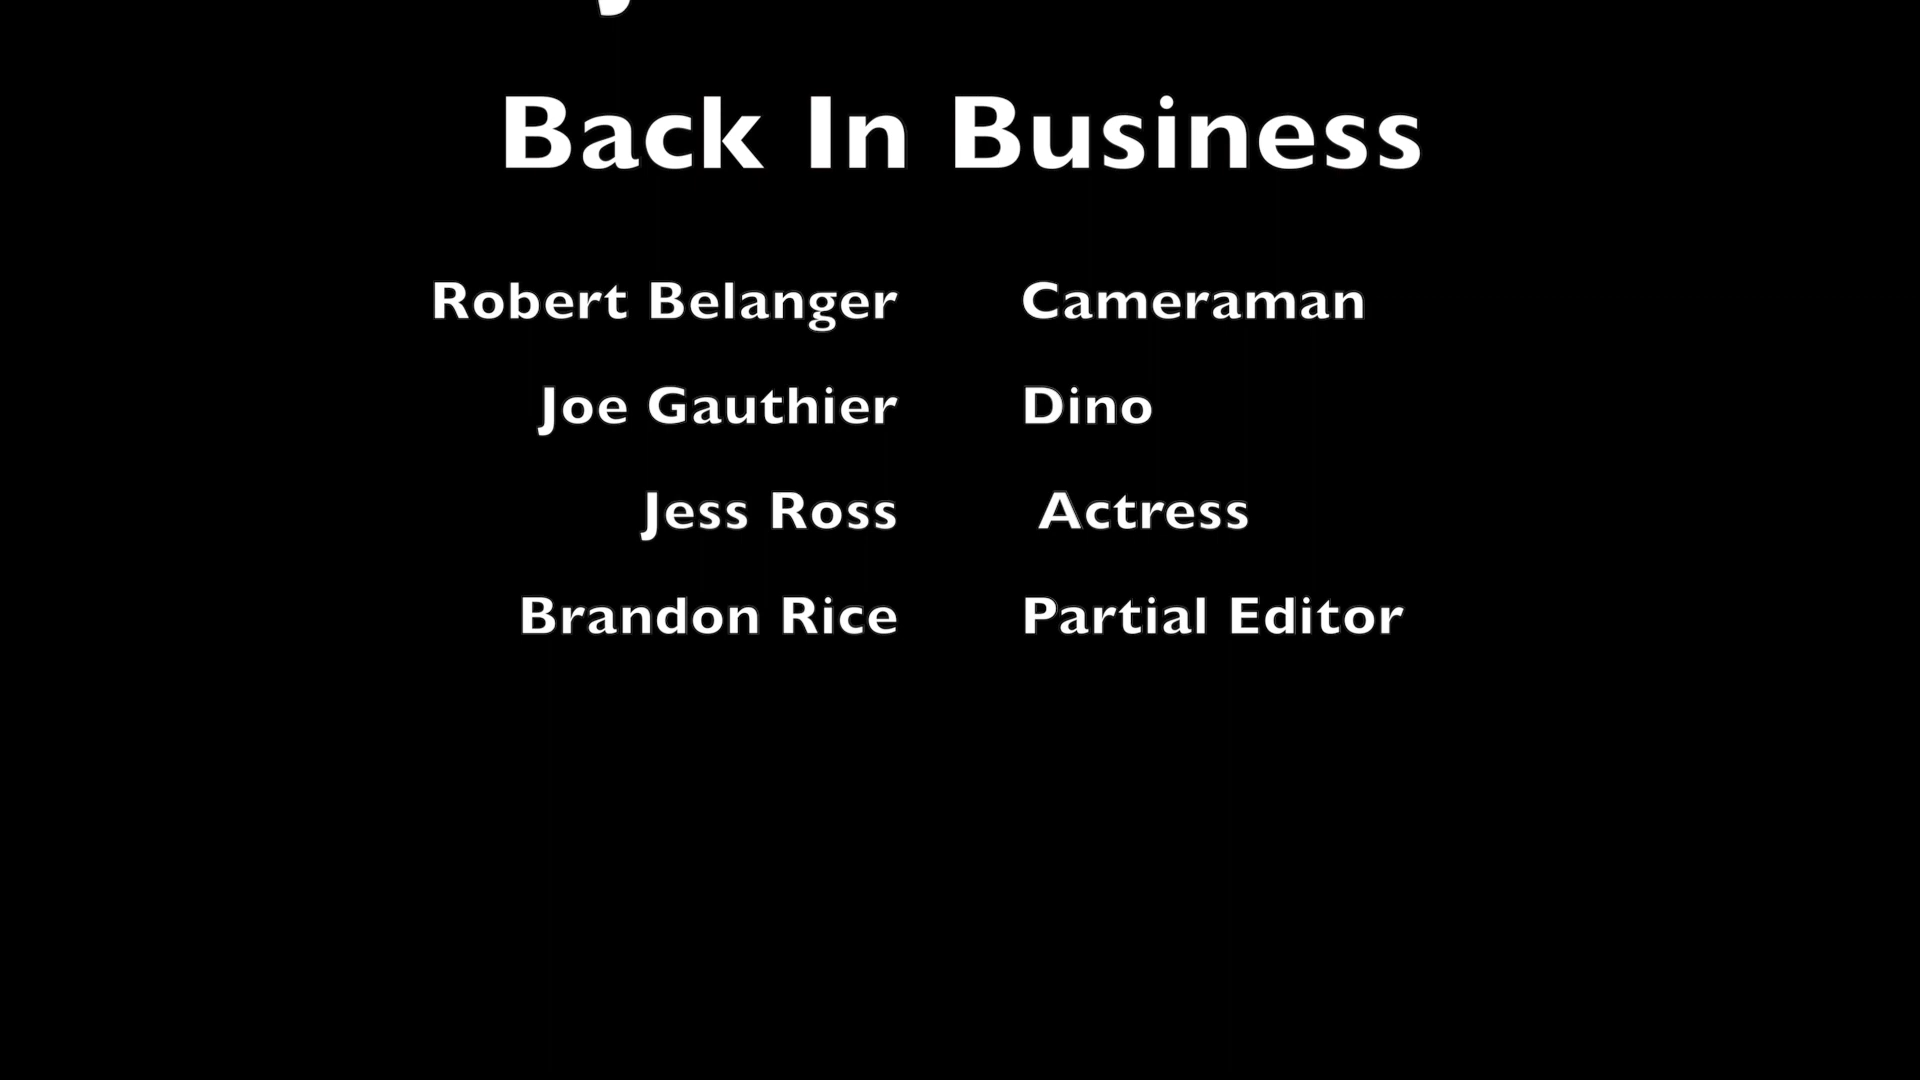 Back In Business
Robert Belanger Cameraman
Joe Gauthier Dino
Jess Ross Actress
Brandon Rice Partial Editor